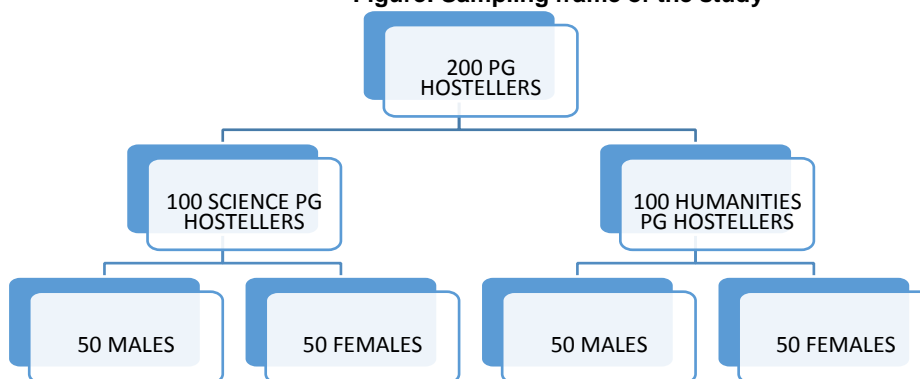 Figure: Sampling frame of the study
200 PG
HOSTELLERS
100 SCIENCE PG
HOSTELLERS
100 HUMANITIES
PG HOSTELLERS
50 MALES
50 FEMALES
50 MALES
50 FEMALES